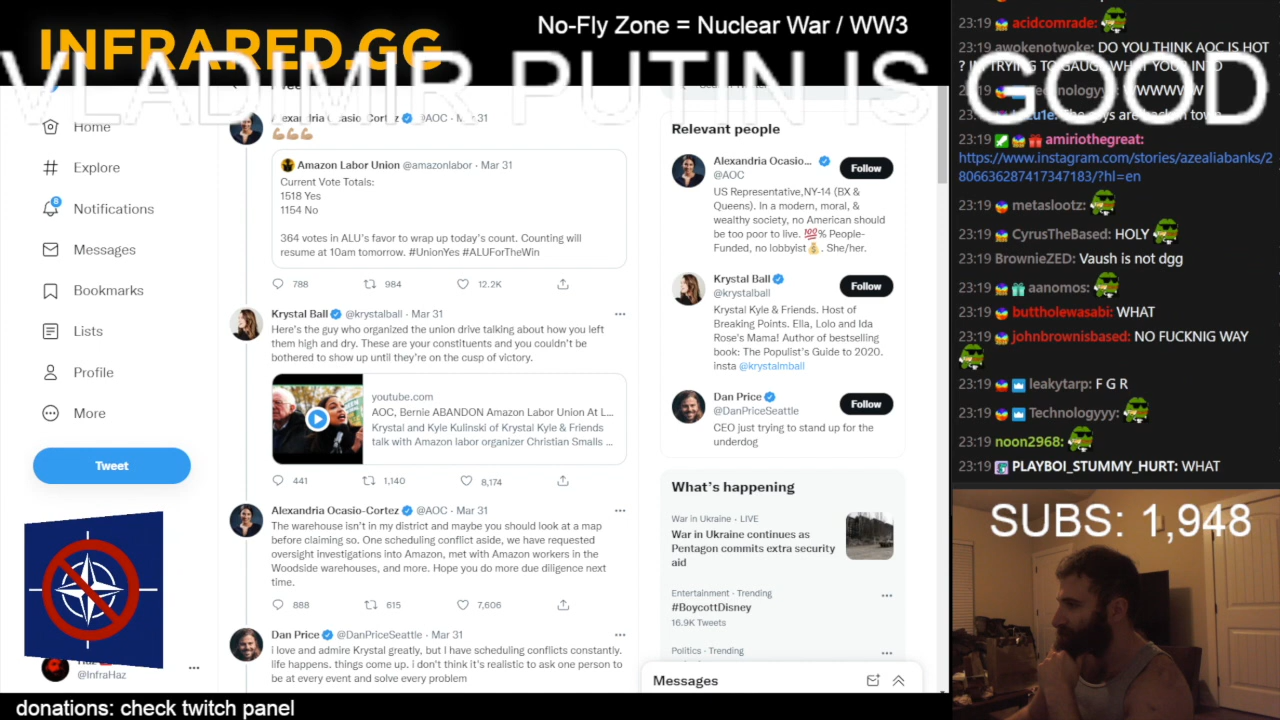 INFRARED.GG
No-Fly Zone = Nuclear War / WW3
VLADIMIR PUTIN IS GOOD
Home
Explore
8
Notifications
Messages
Bookmarks
Lists
Profile
More
Tweet
@InfraHaz
donations: check twitch panel
Alexandria Ocasio-Cortez @AOC · Mar 31
Amazon Labor Union @amazonlabor · Mar 31
Current Vote Totals:
1518 Yes
1154 No
364 votes in ALU's favor to wrap up today's count. Counting will
resume at 10am tomorrow. #UnionYes #ALUForTheWin
788 984 12.2K
Krystal Ball @krystalball · Mar 31
Here's the guy who organized the union drive talking about how you left
them high and dry. These are your constituents and you couldn't be
bothered to show up until they're on the cusp of victory.
youtube.com
AOC, Bernie ABANDON Amazon Labor Union At L...
Krystal and Kyle Kulinski of Krystal Kyle & Friends
talk with Amazon labor organizer Christian Smalls ...
441 1,140 8,174
Alexandria Ocasio-Cortez @AOC · Mar 31
The warehouse isn't in my district and maybe you should look at a map
before claiming so. One scheduling conflict aside, we have requested
oversight investigations into Amazon, met with Amazon workers in the
Woodside warehouses, and more. Hope you do more due diligence next
time.
888 615 7,606
Dan Price @DanPriceSeattle · Mar 31
i love and admire Krystal greatly, but I have scheduling conflicts constantly.
life happens. things come up. i don't think it's realistic to ask one person to
be at every event and solve every problem
Relevant people
Alexandria Ocasio...
@AOC
Follow
US Representative,NY-14 (BX &
Queens). In a modern, moral, &
wealthy society, no American should
be too poor to live. 💯% People-
Funded, no lobbyist💰. She/her.
Krystal Ball
@krystalball
Follow
Krystal Kyle & Friends. Host of
Breaking Points. Ella, Lolo and Ida
Rose's Mama! Author of bestselling
book: The Populist's Guide to 2020.
insta @krystalmball
Dan Price
@DanPriceSeattle
Follow
CEO just trying to stand up for the
underdog
What's happening
War in Ukraine · LIVE
War in Ukraine continues as
Pentagon commits extra security
aid
Entertainment · Trending
#BoycottDisney
16.9K Tweets
Politics · Trending
Messages
23:19 acidcomrade:
23:19 awokenotwoke: DO YOU THINK AOC IS HOT
? IM TRYING TO GAUGE WHAT YOUR INTO
23:19 Technologyyy: WWWWVW
23:19
23:19 amiriothegreat:
https://www.instagram.com/stories/azealiabanks/2
806636287417347183/?hl=en
23:19 metaslootz:
23:19 CyrusTheBased: HOLY
23:19 BrownieZED: Vaush is not dgg
23:19 aanomos:
23:19 buttholewasabi: WHAT
23:19 johnbrownisbased: NO FUCKNIG WAY
23:19 leakytarp: F G R
23:19 Technologyyy:
23:19 noon2968:
23:19 PLAYBOI_STUMMY_HURT: WHAT
SUBS: 1,948